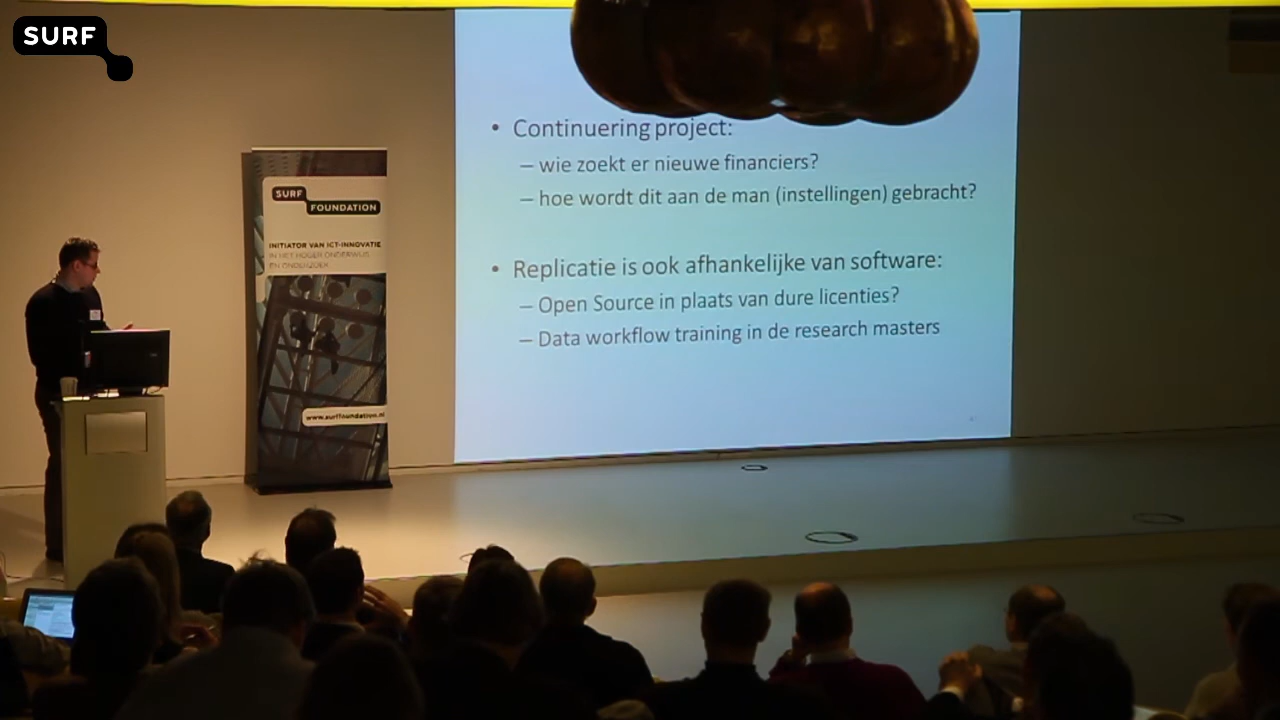 SURF
• Continuering project:
– wie zoekt er nieuwe financiers?
– hoe wordt dit aan de man (instellingen) gebracht?
• Replicatie is ook afhankelijke van software:
– Open Source in plaats van dure licenties?
– Data workflow training in de research masters
SURF
FOUNDATION
INITIATOR VAN ICT-INNOVATIE
IN HET HOGER ONDERWIJS
EN ONDERZOEK
www.surffoundation.nl